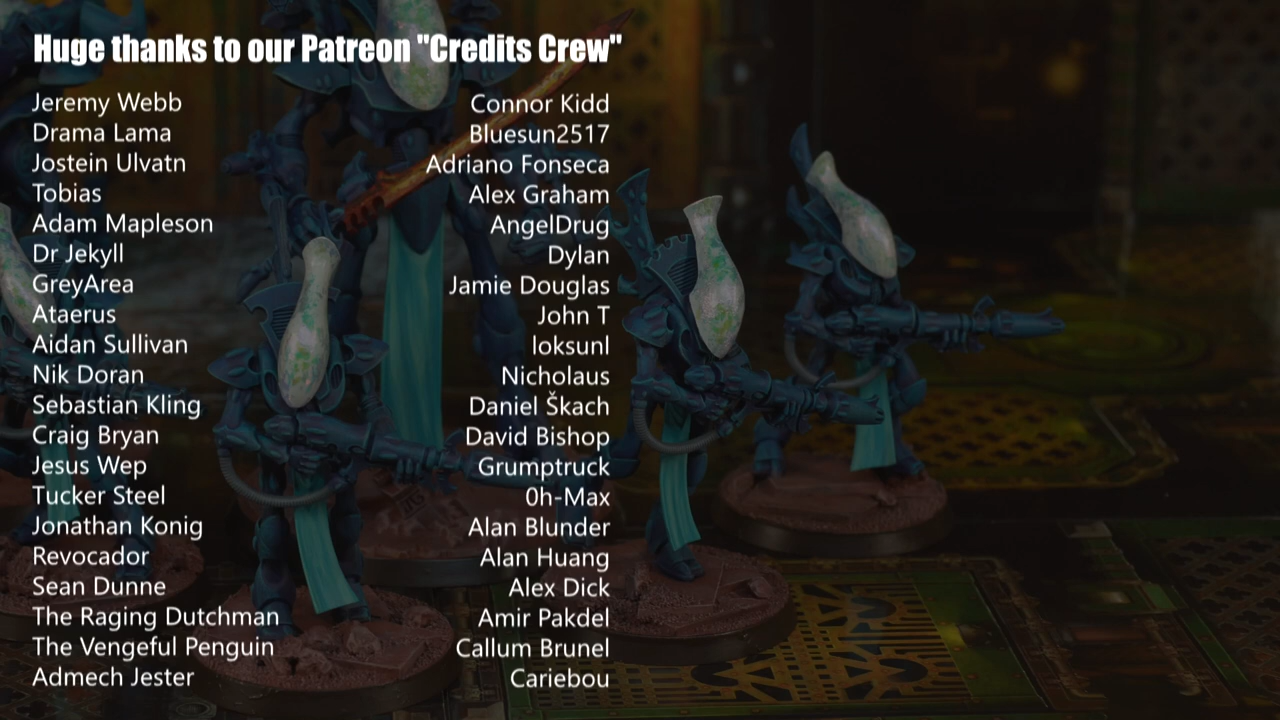 Huge thanks to our Patreon "Credits Crew"
Jeremy Webb
Drama Lama
Jostein Ulvatn
Tobias
Adam Mapleson
Dr Jekyll
GreyArea
Ataerus
Aidan Sullivan
Nik Doran
Sebastian Kling
Craig Bryan
Jesus Wep
Tucker Steel
Jonathan Konig
Revocador
Sean Dunne
The Raging Dutchman
The Vengeful Penguin
Admech Jester
Connor Kidd
Bluesun2517
Adriano Fonseca
Alex Graham
AngelDrug
Dylan
Jamie Douglas
John T
loksunl
Nicholaus
Daniel Škach
David Bishop
Grumptruck
0h-Max
Alan Blunder
Alan Huang
Alex Dick
Amir Pakdel
Callum Brunel
Cariebou